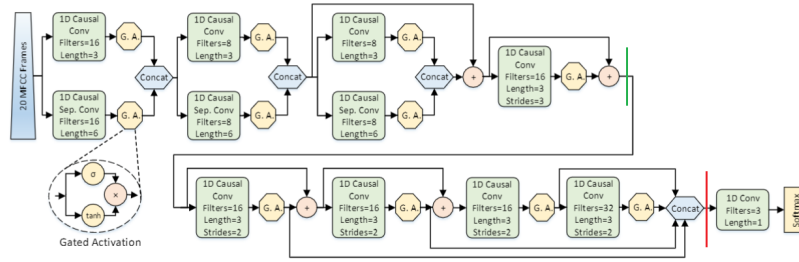 2D MFCC Frames
1D Causal
Conv
Filters=16
Length=3
G. A.
1D Causal
Sep. Conv
Filters=16
Length=6
G. A.
Concat
1D Causal
Conv
Filters=8
Length=3
G. A.
1D Causal
Sep. Conv
Filters=8
Length=6
G. A.
Concat
1D Causal
Conv
Filters=8
Length=3
G. A.
1D Causal
Sep. Conv
Filters=8
Length=6
G. A.
Concat
+
1D Causal
Conv
Filters=16
Length=3
Strides=3
G. A.
+
σ
tanh
×
Gated Activation
1D Causal
Conv
Filters=16
Length=3
Strides=2
G. A.
+
1D Causal
Conv
Filters=16
Length=3
Strides=2
G. A.
+
1D Causal
Conv
Filters=16
Length=3
Strides=2
G. A.
1D Causal
Conv
Filters=32
Length=3
Strides=2
G. A.
Concat
1D Conv
Filters=3
Length=1
Softmax